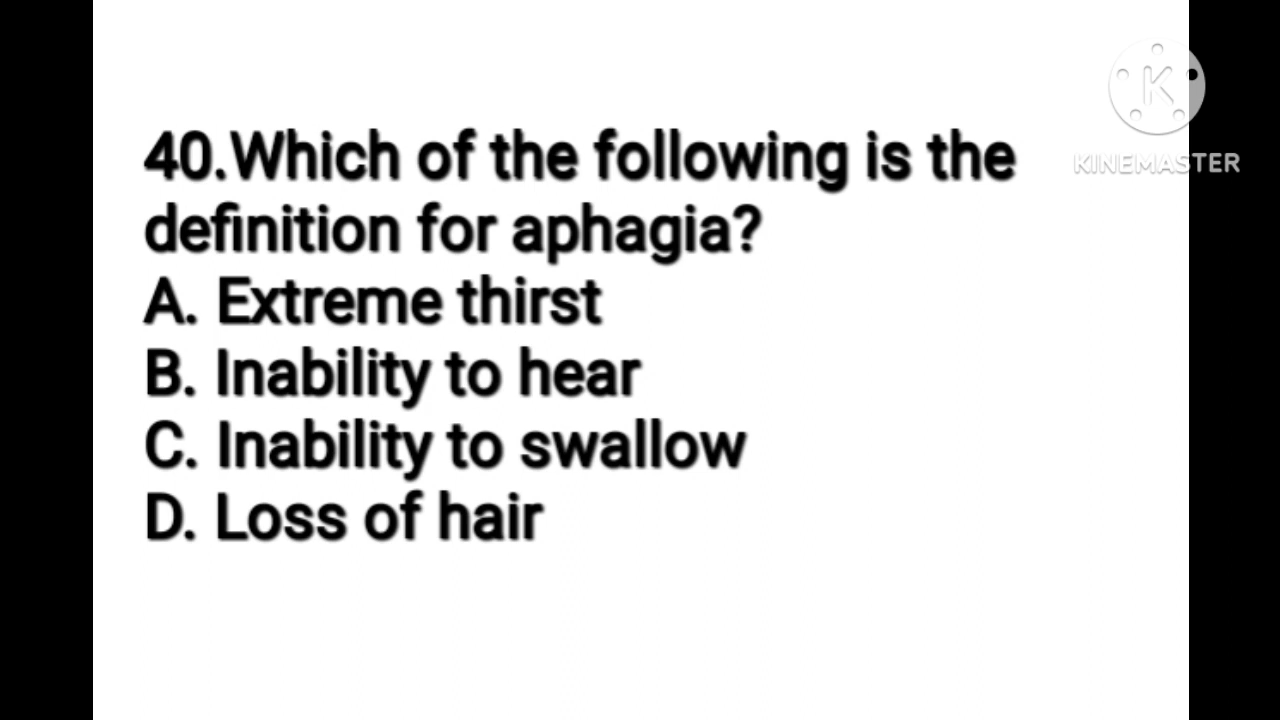 40.Which of the following is the
definition for aphagia?
A. Extreme thirst
B. Inability to hear
C. Inability to swallow
D. Loss of hair
K
KINEMASTER